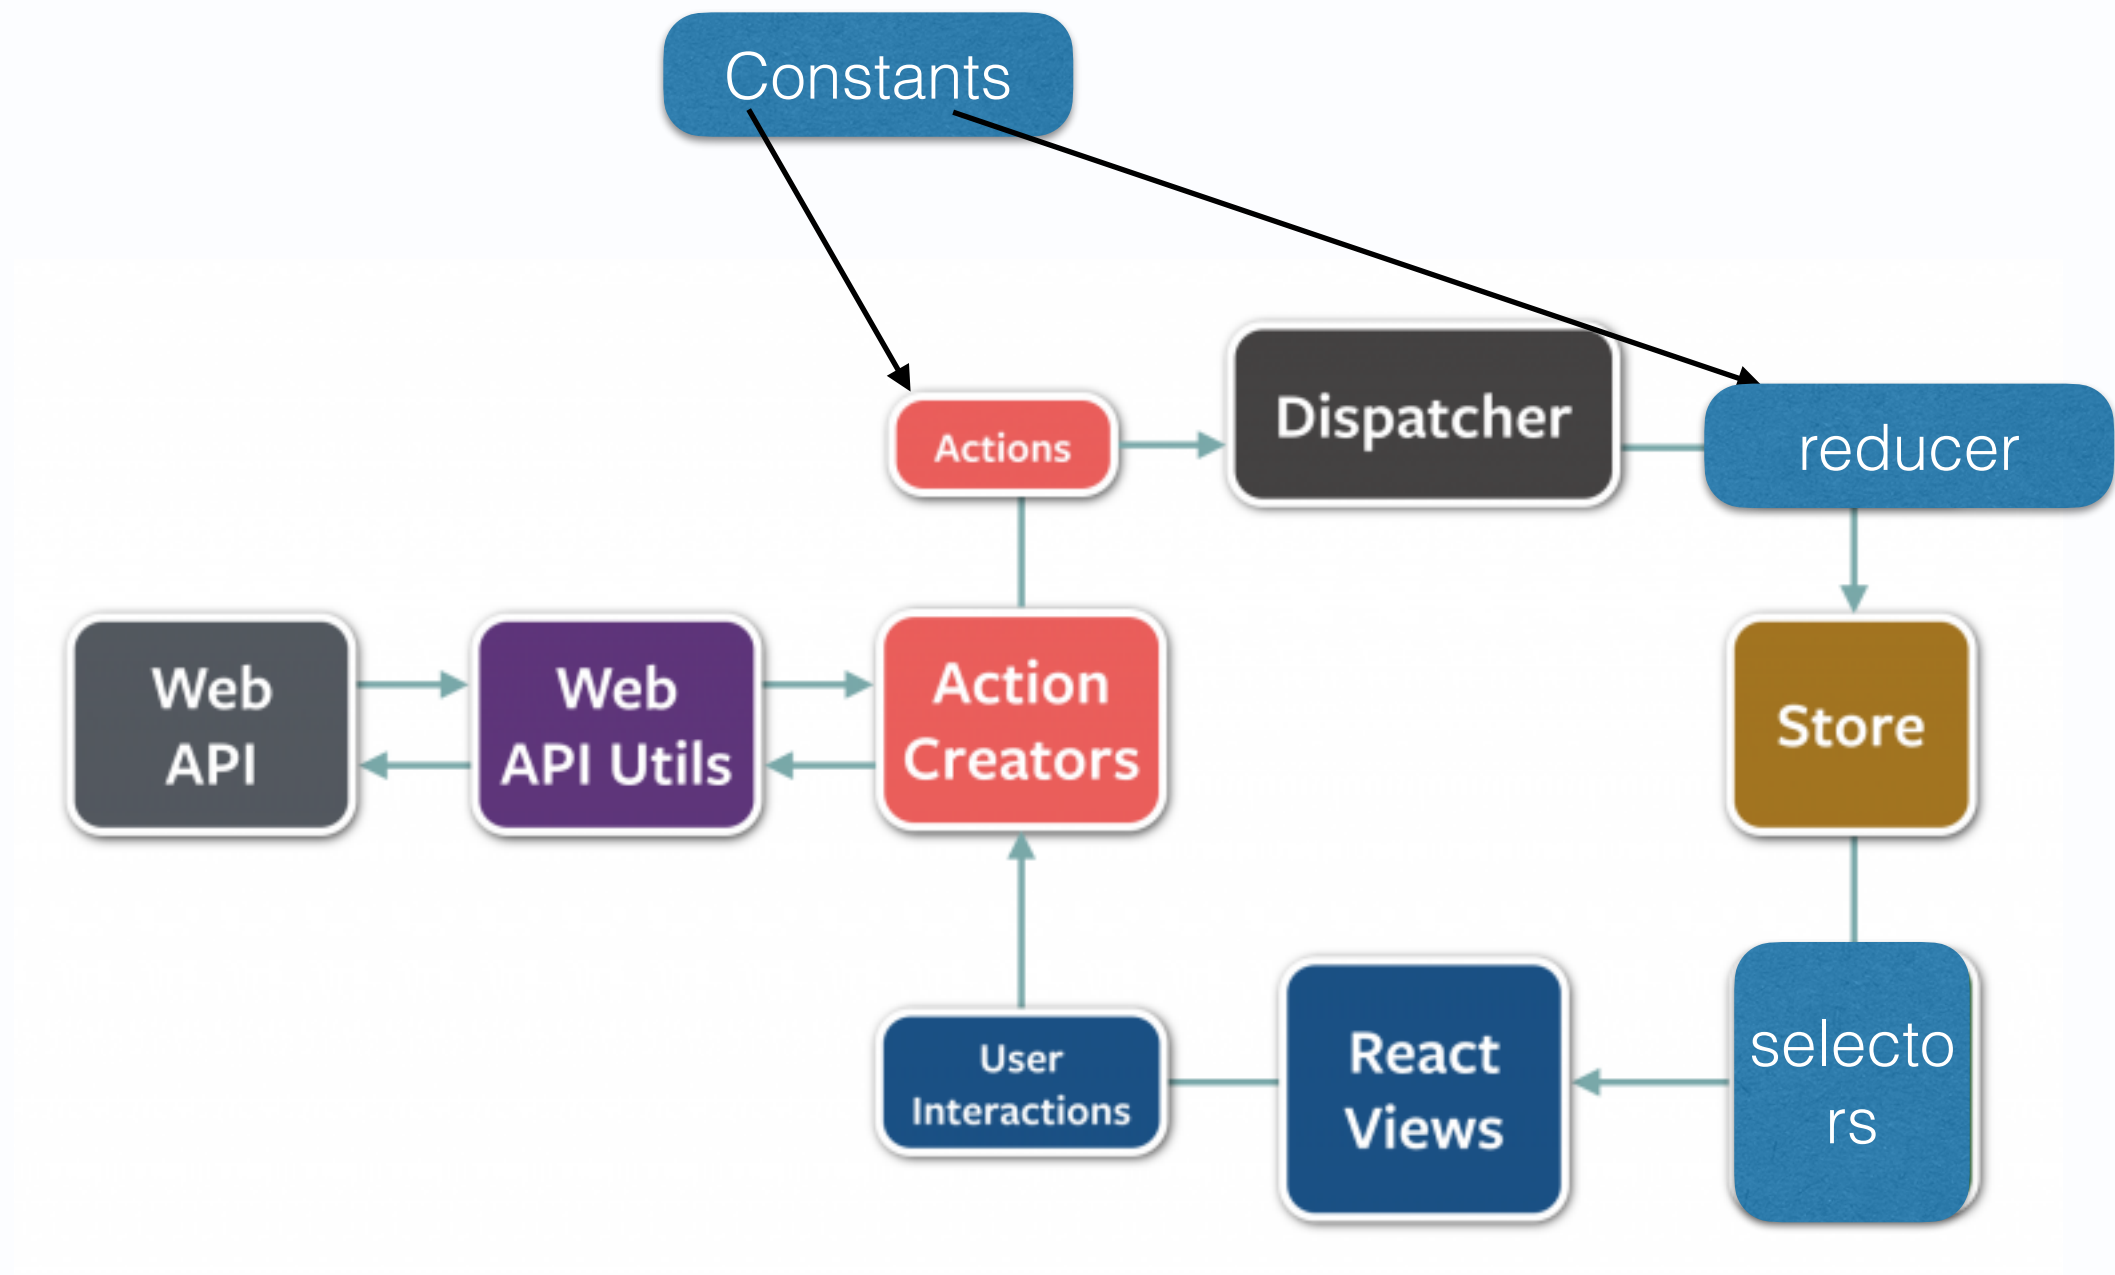 Constants
Actions
Dispatcher
reducer
Web
API
Web
API Utils
Action
Creators
Store
User
Interactions
React
Views
selecto
rs